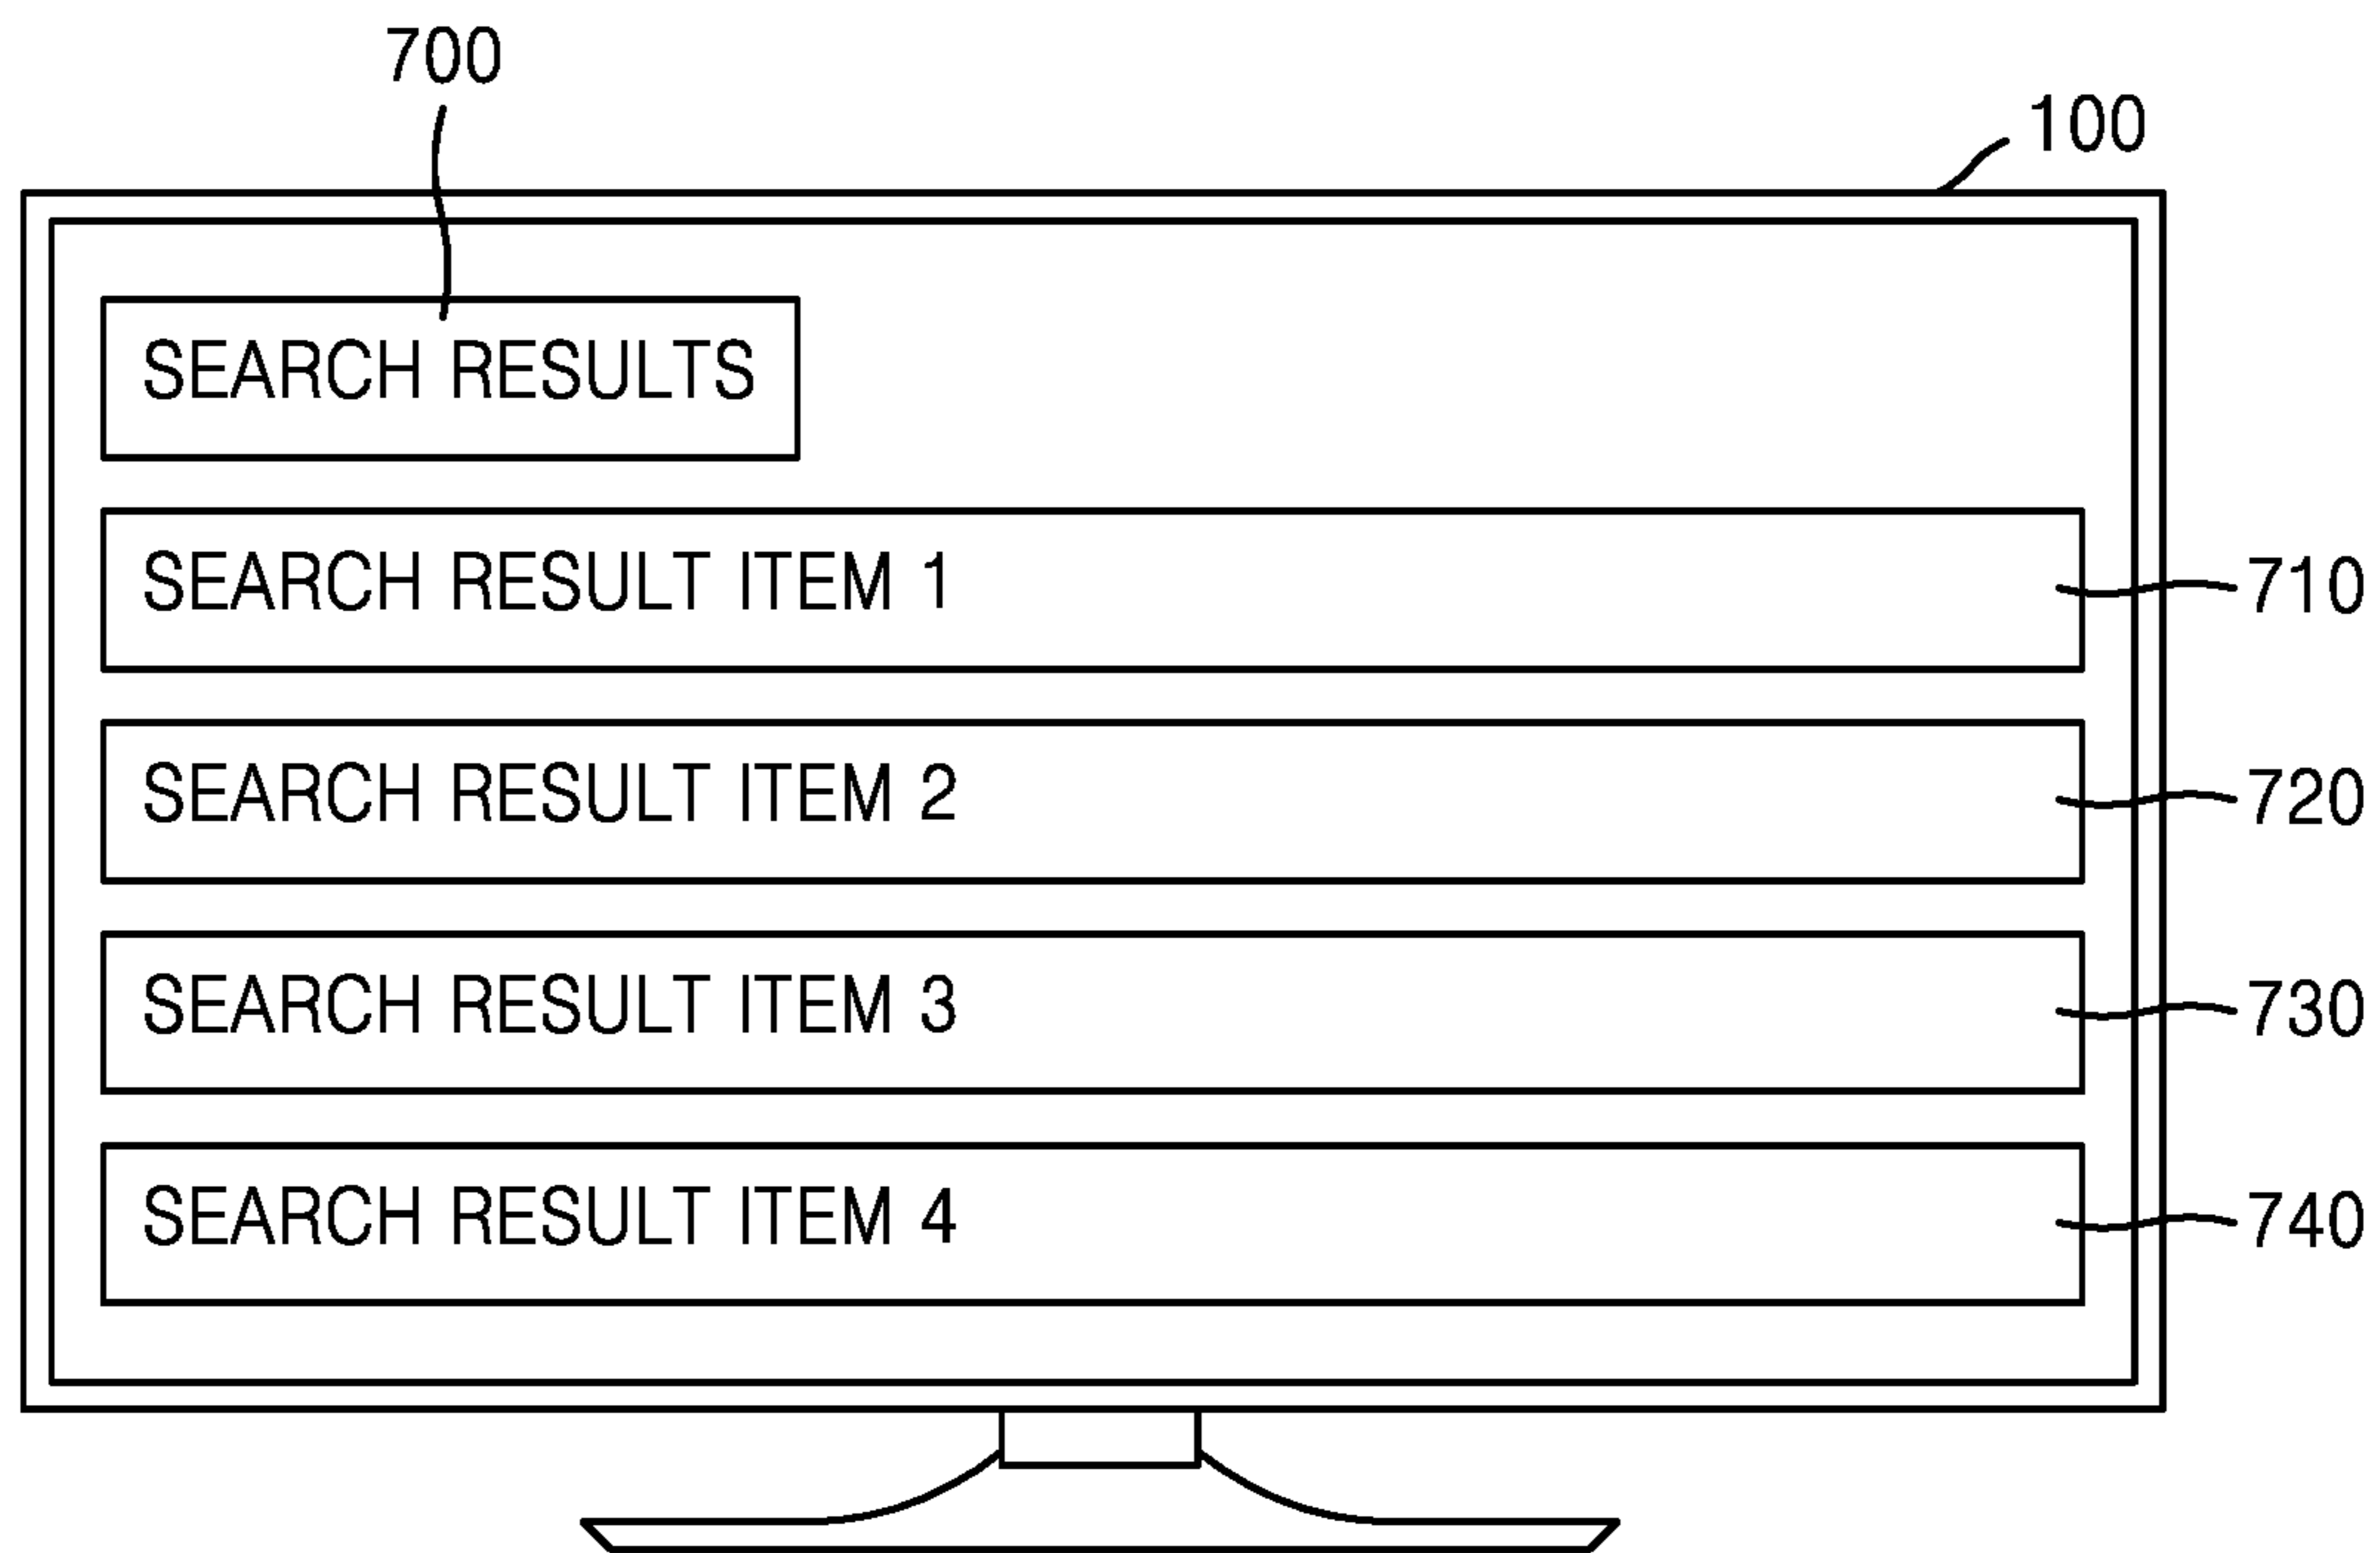 700
100
SEARCH RESULTS
SEARCH RESULT ITEM 1
710
SEARCH RESULT ITEM 2
720
SEARCH RESULT ITEM 3
730
SEARCH RESULT ITEM 4
740